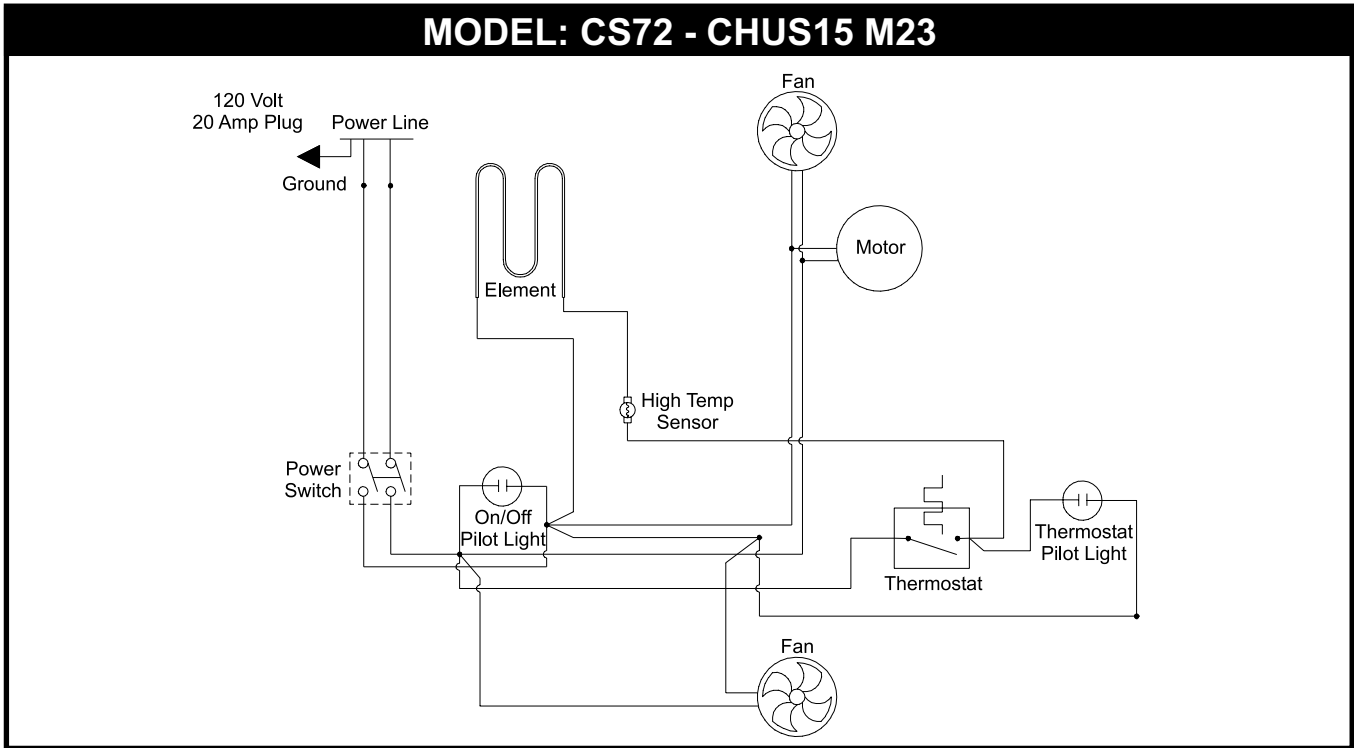 MODEL: CS72 - CHUS15 M23
Fan
120 Volt
20 Amp Plug
Power Line
Ground
Motor
Element
High Temp
Sensor
Power
Switch
On/Off
Pilot Light
Thermostat
Pilot Light
Thermostat
Fan